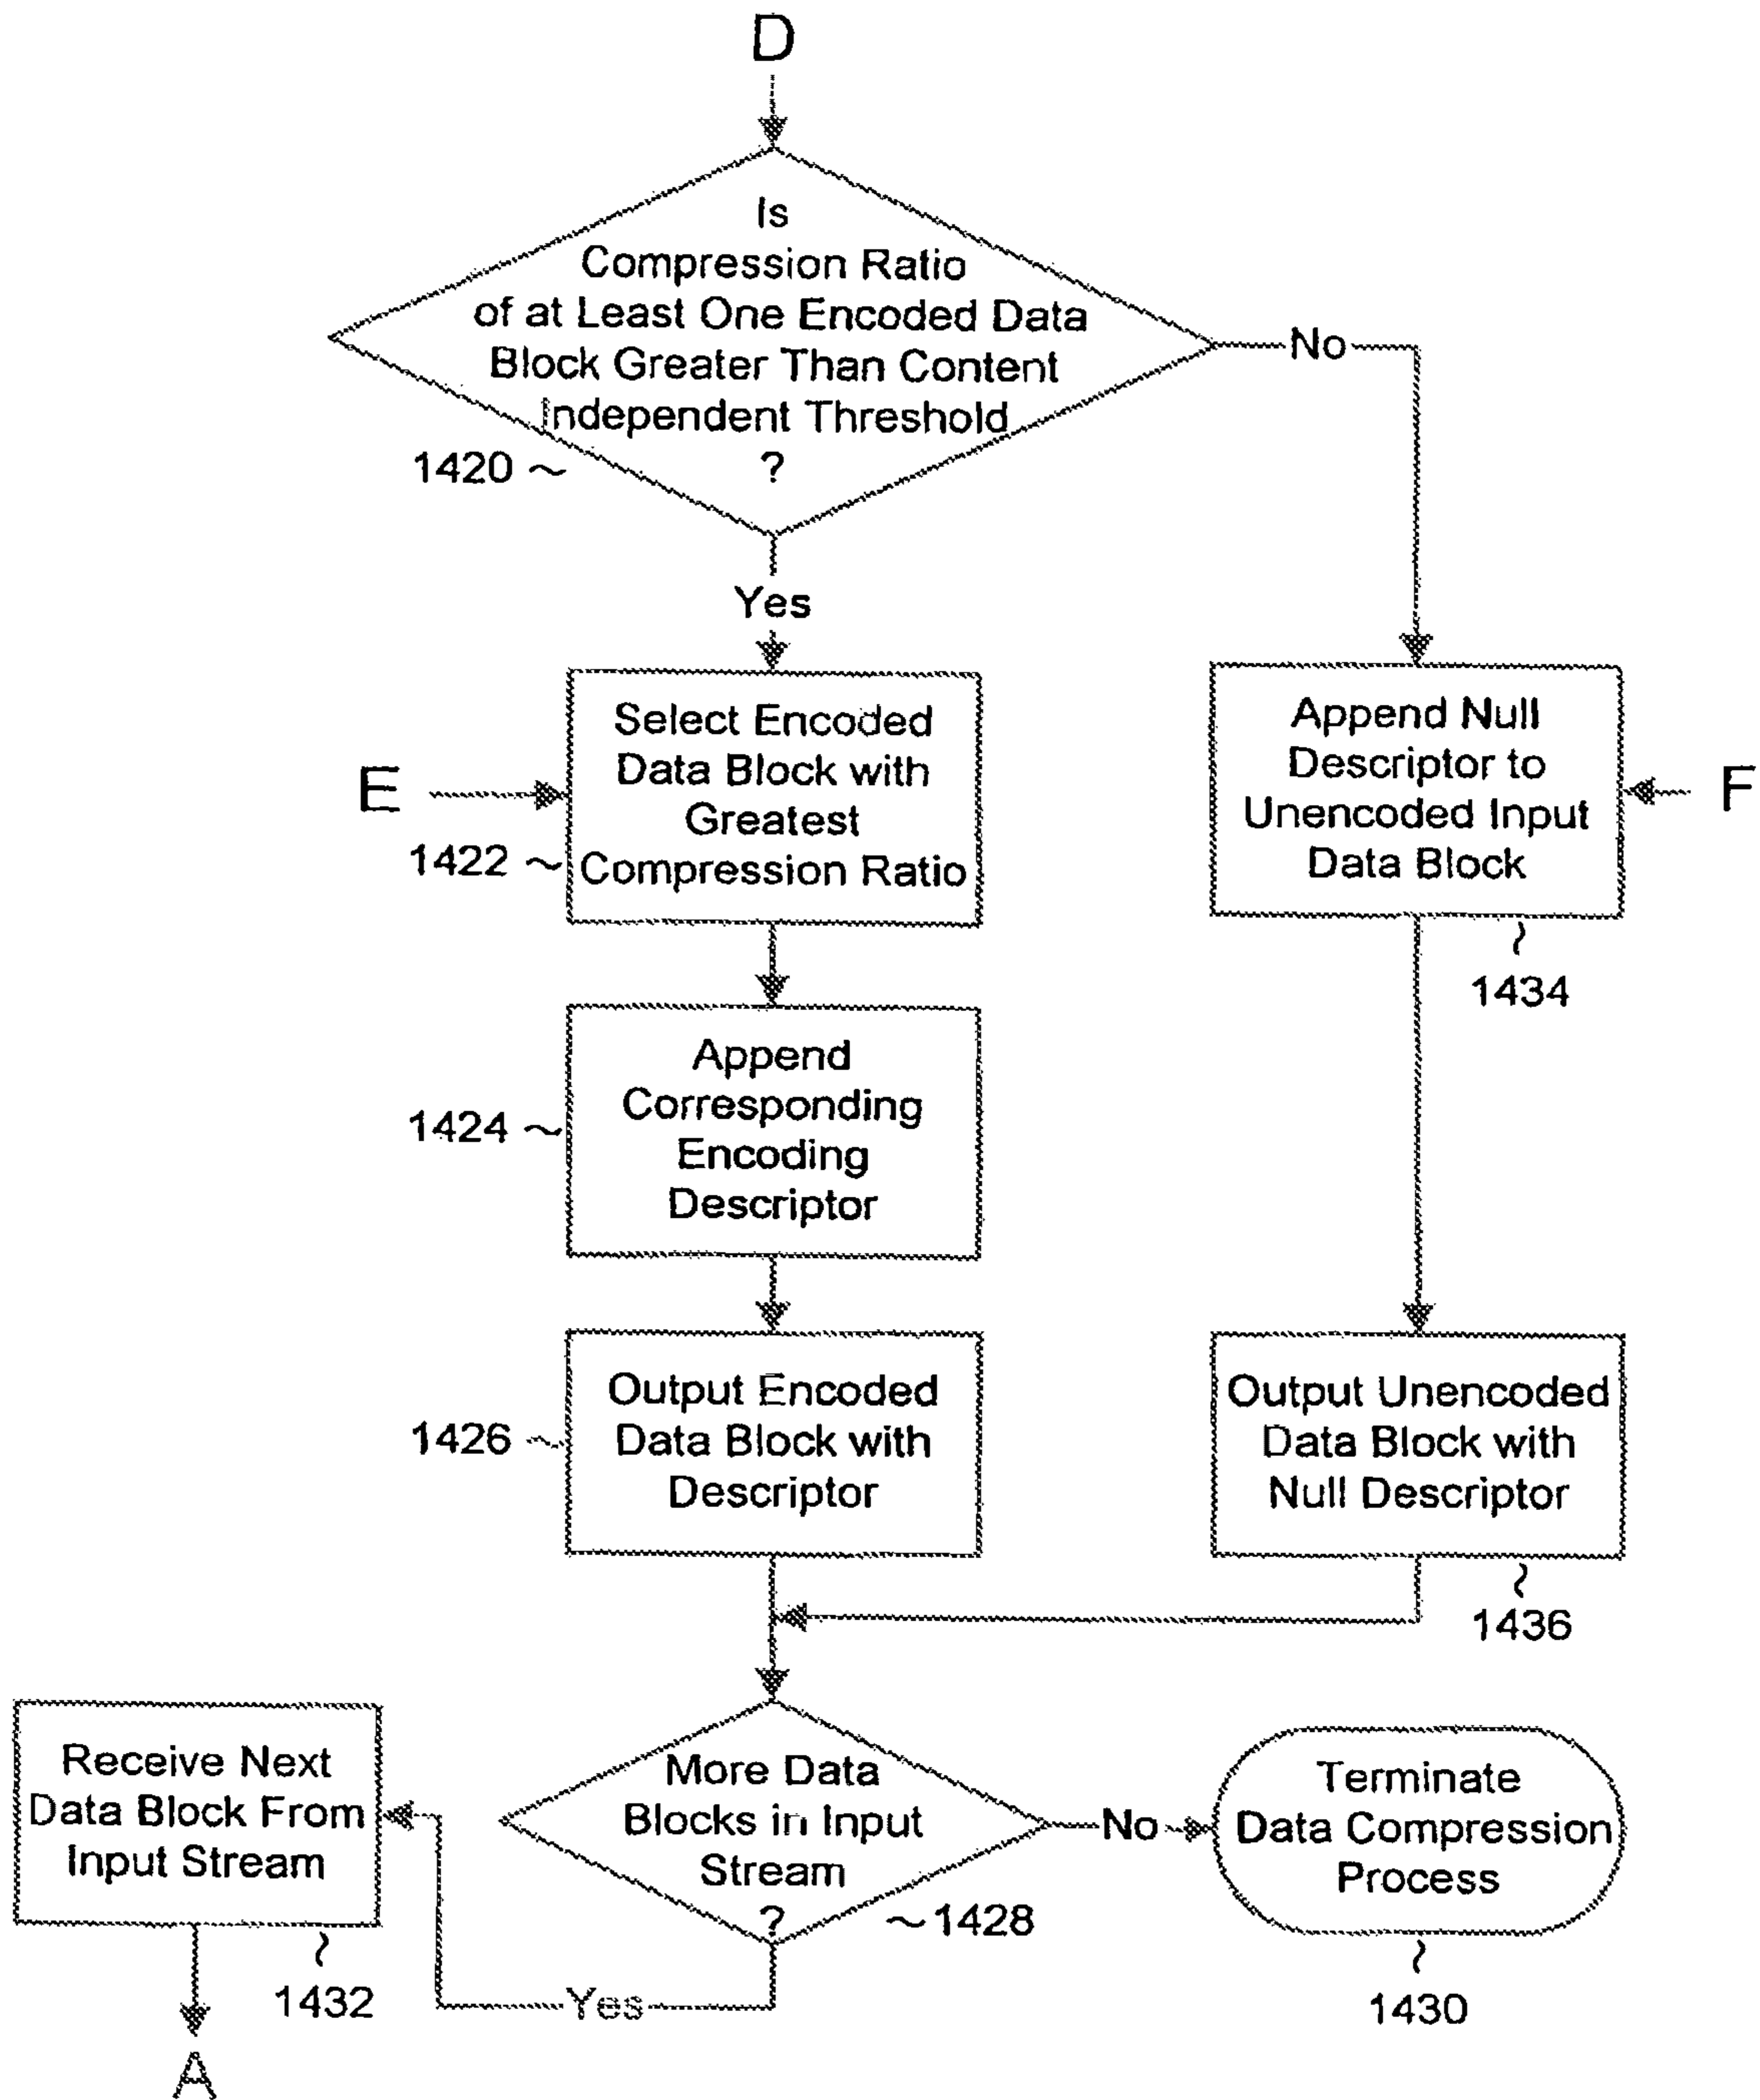 D
Is
Compression Ratio
of at Least One Encoded Data
Block Greater Than Content
Independent Threshold
?
1420
No
Yes
E
Select Encoded
Data Block with
Greatest
Compression Ratio
1422
Append Null
Descriptor to
Unencoded Input
Data Block
F
1434
Append
Corresponding
Encoding
Descriptor
1424
Output Encoded
Data Block with
Descriptor
1426
Output Unencoded
Data Block with
Null Descriptor
1436
Receive Next
Data Block From
Input Stream
1432
A
More Data
Blocks in Input
Stream
?
1428
Yes
No
Terminate
Data Compression
Process
1430